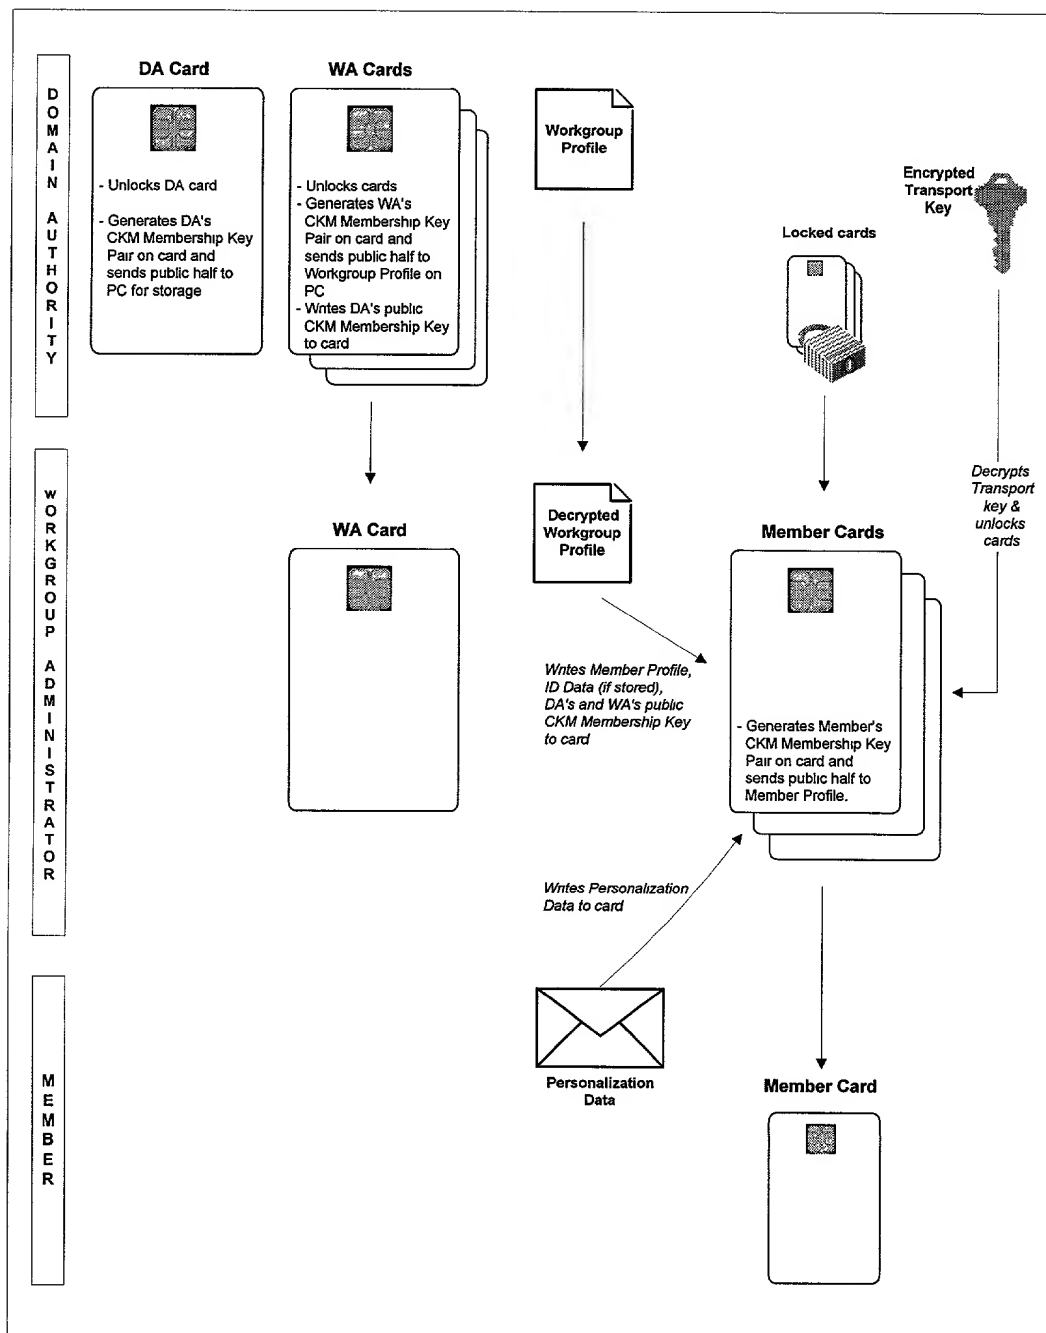 DOMAIN AUTHORITY
DA Card
- Unlocks DA card
- Generates DA's
CKM Membership Key
Pair on card and
sends public half to
PC for storage
WA Cards
- Unlocks cards
- Generates WA's
CKM Membership Key
Pair on card and
sends public half to
Workgroup Profile on
PC
- Writes DA's public
CKM Membership Key
to card
Workgroup
Profile
Encrypted
Transport
Key
Locked cards
WORKGROUP ADMINISTRATOR
WA Card
Decrypted
Workgroup
Profile
Decrypts
Transport
key &
unlocks
cards
Member Cards
Writes Member Profile,
ID Data (if stored),
DA's and WA's public
CKM Membership Key
to card
- Generates Member's
CKM Membership Key
Pair on card and
sends public half to
Member Profile.
Writes Personalization
Data to card
MEMBER
Personalization
Data
Member Card